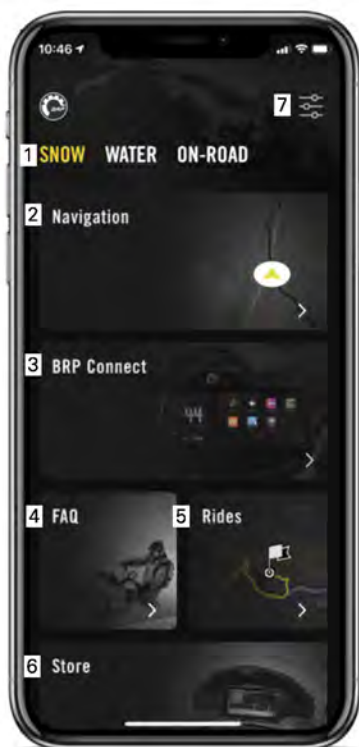 10:46
7
1 SNOW WATER ON-ROAD
2 Navigation
3 BRP Connect
44
4 FAQ 5 Rides
6 Store